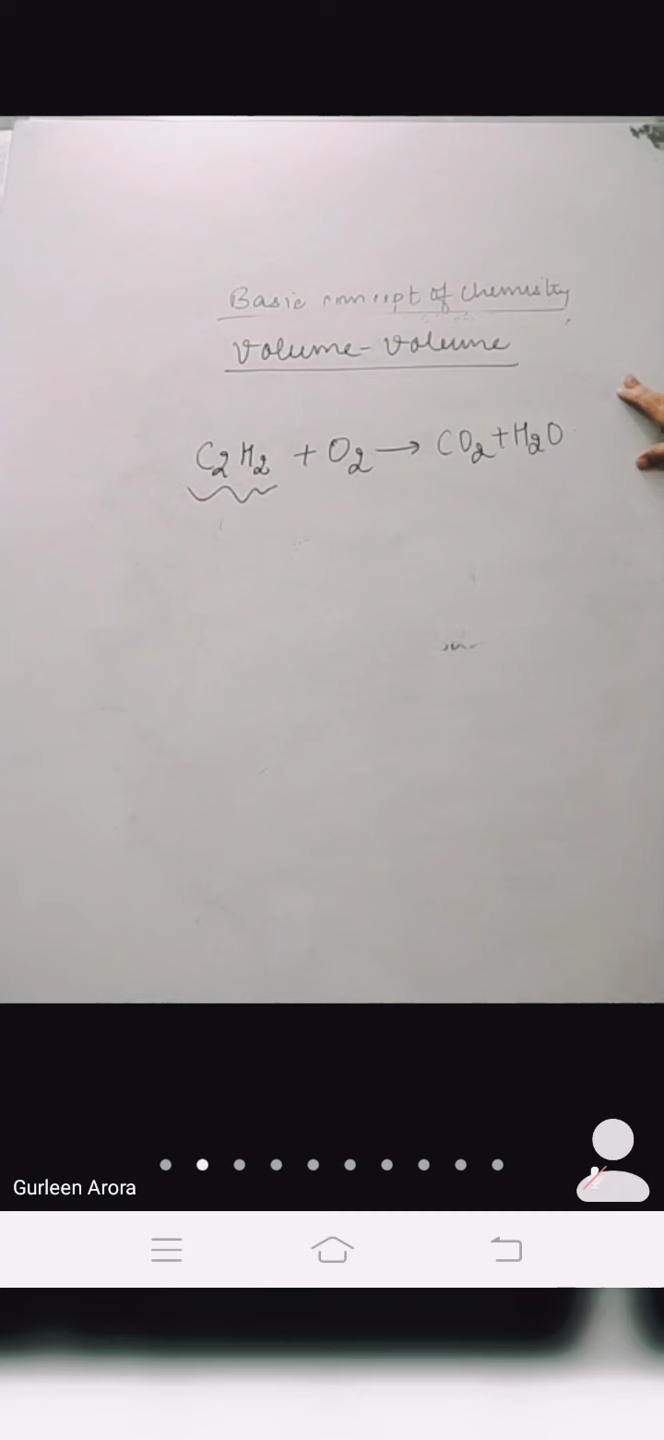 Basic concept of chemistry
Volume-Volume
C₂H₂ + O₂ → CO₂+H₂O
Gurleen Arora